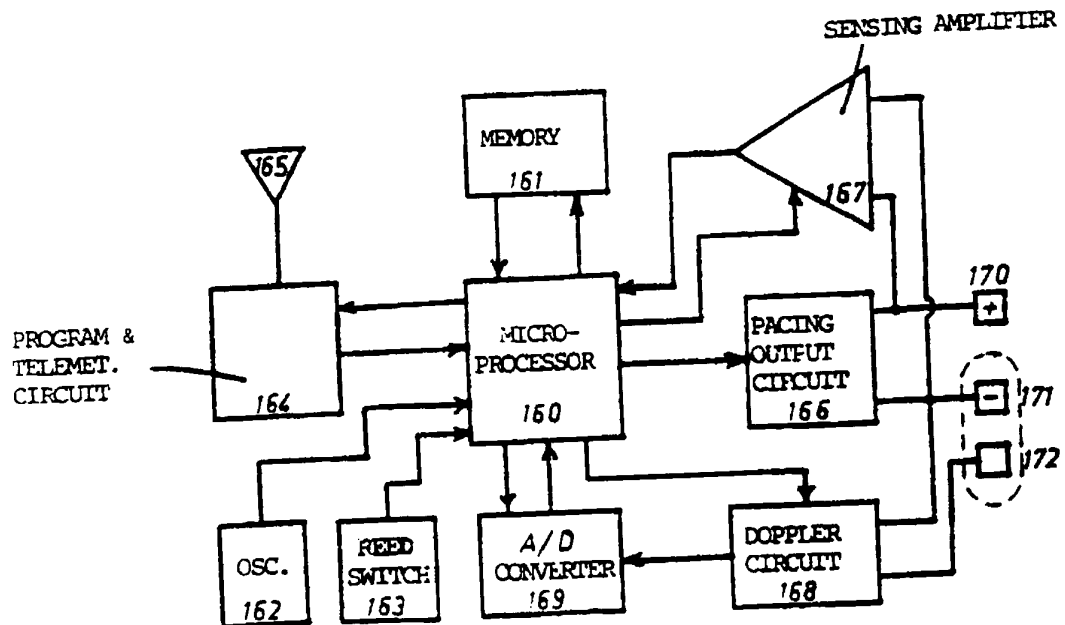 SENSING AMPLIFIER
MEMORY
161
165
167
170
+
PROGRAM &
TELEMET.
CIRCUIT
164
MICRO-
PROCESSOR
160
PACING
OUTPUT
CIRCUIT
166
-
171
172
OSC.
162
REED
SWITCH
163
A/D
CONVERTER
169
DOPPLER
CIRCUIT
168